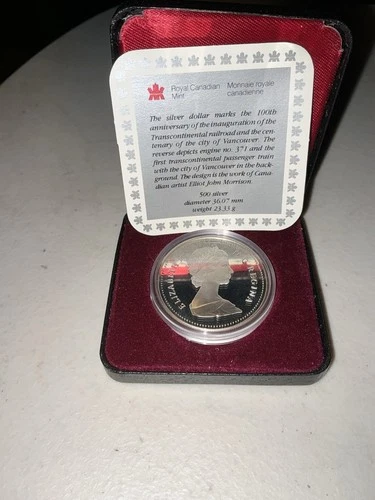 Royal Canadian Monnaie royale
Mint canadienne
The silver dollar marks the 100th
anniversary of the inauguration of the
Transcontinental railroad and the cen-
tenary of the city of Vancouver. The
reverse depicts engine no. 371 and the
first transcontinental passenger train
with the city of Vancouver in the back-
ground. The design is the work of Cana-
dian artist Elliot John Morrison.
500 silver
diameter 36.07 mm
weight 23.33 g
ELIZABETH REGINA